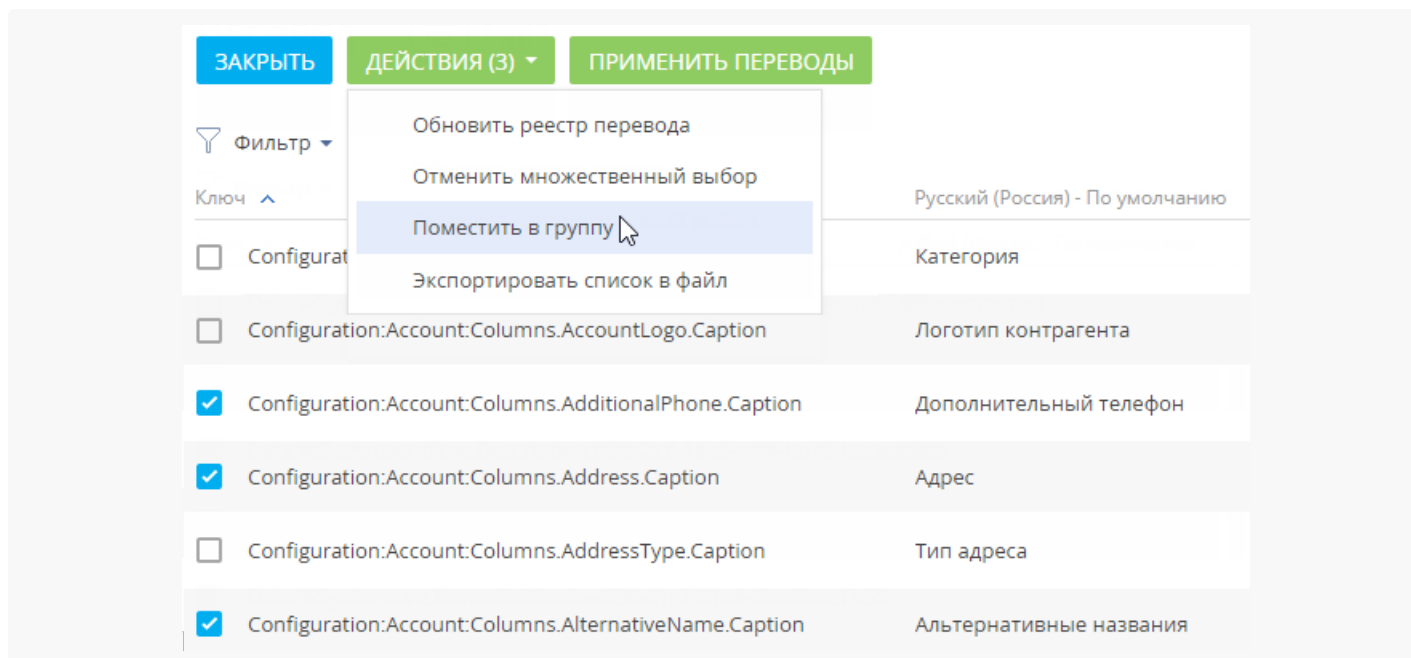 ЗАКРЫТЬ ДЕЙСТВИЯ (3) ПРИМЕНИТЬ ПЕРЕВОДЫ
Обновить реестр перевода
Фильтр
Отменить множественный выбор
Ключ Русский (Россия) - По умолчанию
Поместить в группу
Configurat Категория
Экспортировать список в файл
Configuration:Account:Columns.AccountLogo.Caption Логотип контрагента
Configuration:Account:Columns.AdditionalPhone.Caption Дополнительный телефон
Configuration:Account:Columns.Address.Caption Адрес
Configuration:Account:Columns.AddressType.Caption Тип адреса
Configuration:Account:Columns.AlternativeName.Caption Альтернативные названия